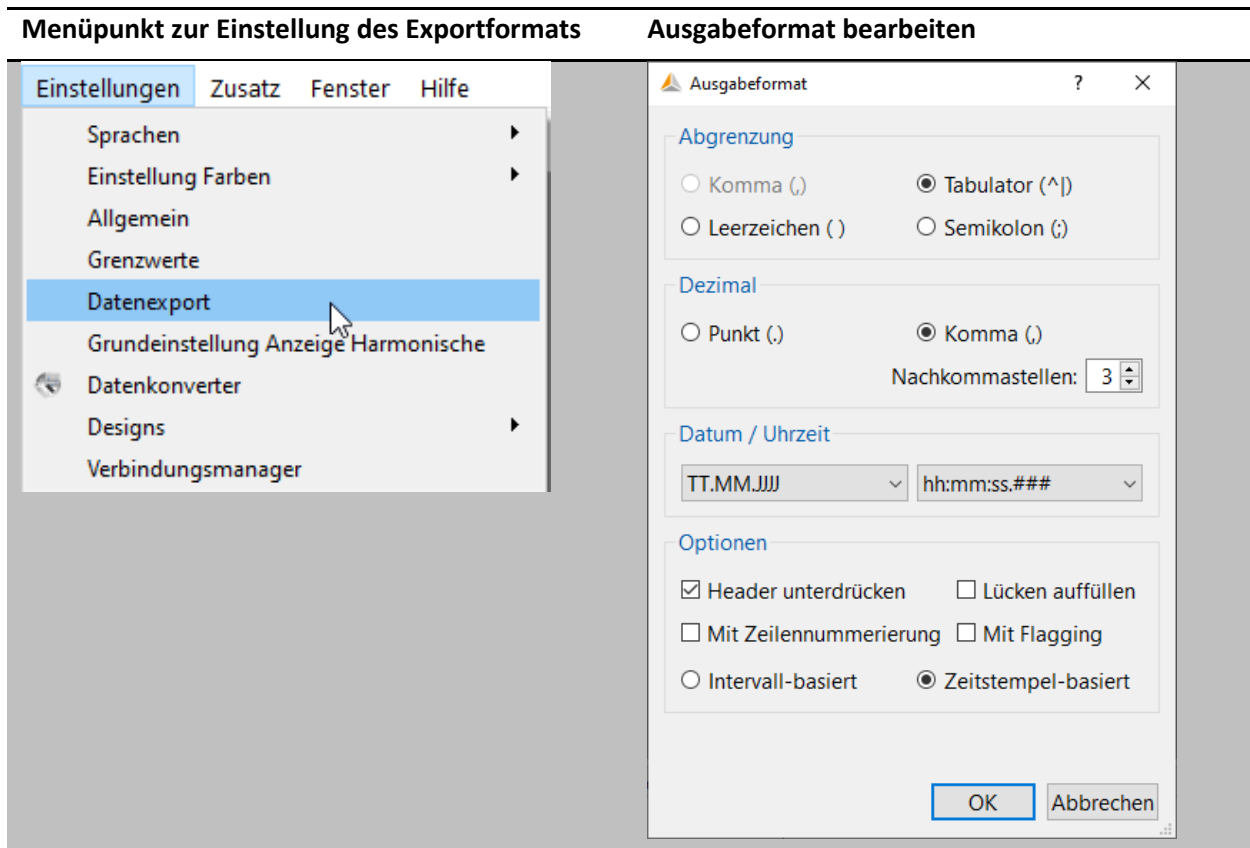 Menüpunkt zur Einstellung des Exportformats
Ausgabeformat bearbeiten
Einstellungen Zusatz Fenster Hilfe
Sprachen
Einstellung Farben
Allgemein
Grenzwerte
Datenexport
Grundeinstellung Anzeige Harmonische
Datenkonverter
Designs
Verbindungsmanager
Ausgabeformat ?
Abgrenzung
Komma (,) Tabulator (^|)
Leerzeichen ( ) Semikolon (;)
Dezimal
Punkt (.) Komma (,)
Nachkommastellen: 3
Datum / Uhrzeit
TT.MM.JJJJ hh:mm:ss.###
Optionen
Header unterdrücken Lücken auffüllen
Mit Zeilennummerierung Mit Flagging
Intervall-basiert Zeitstempel-basiert
OK Abbrechen